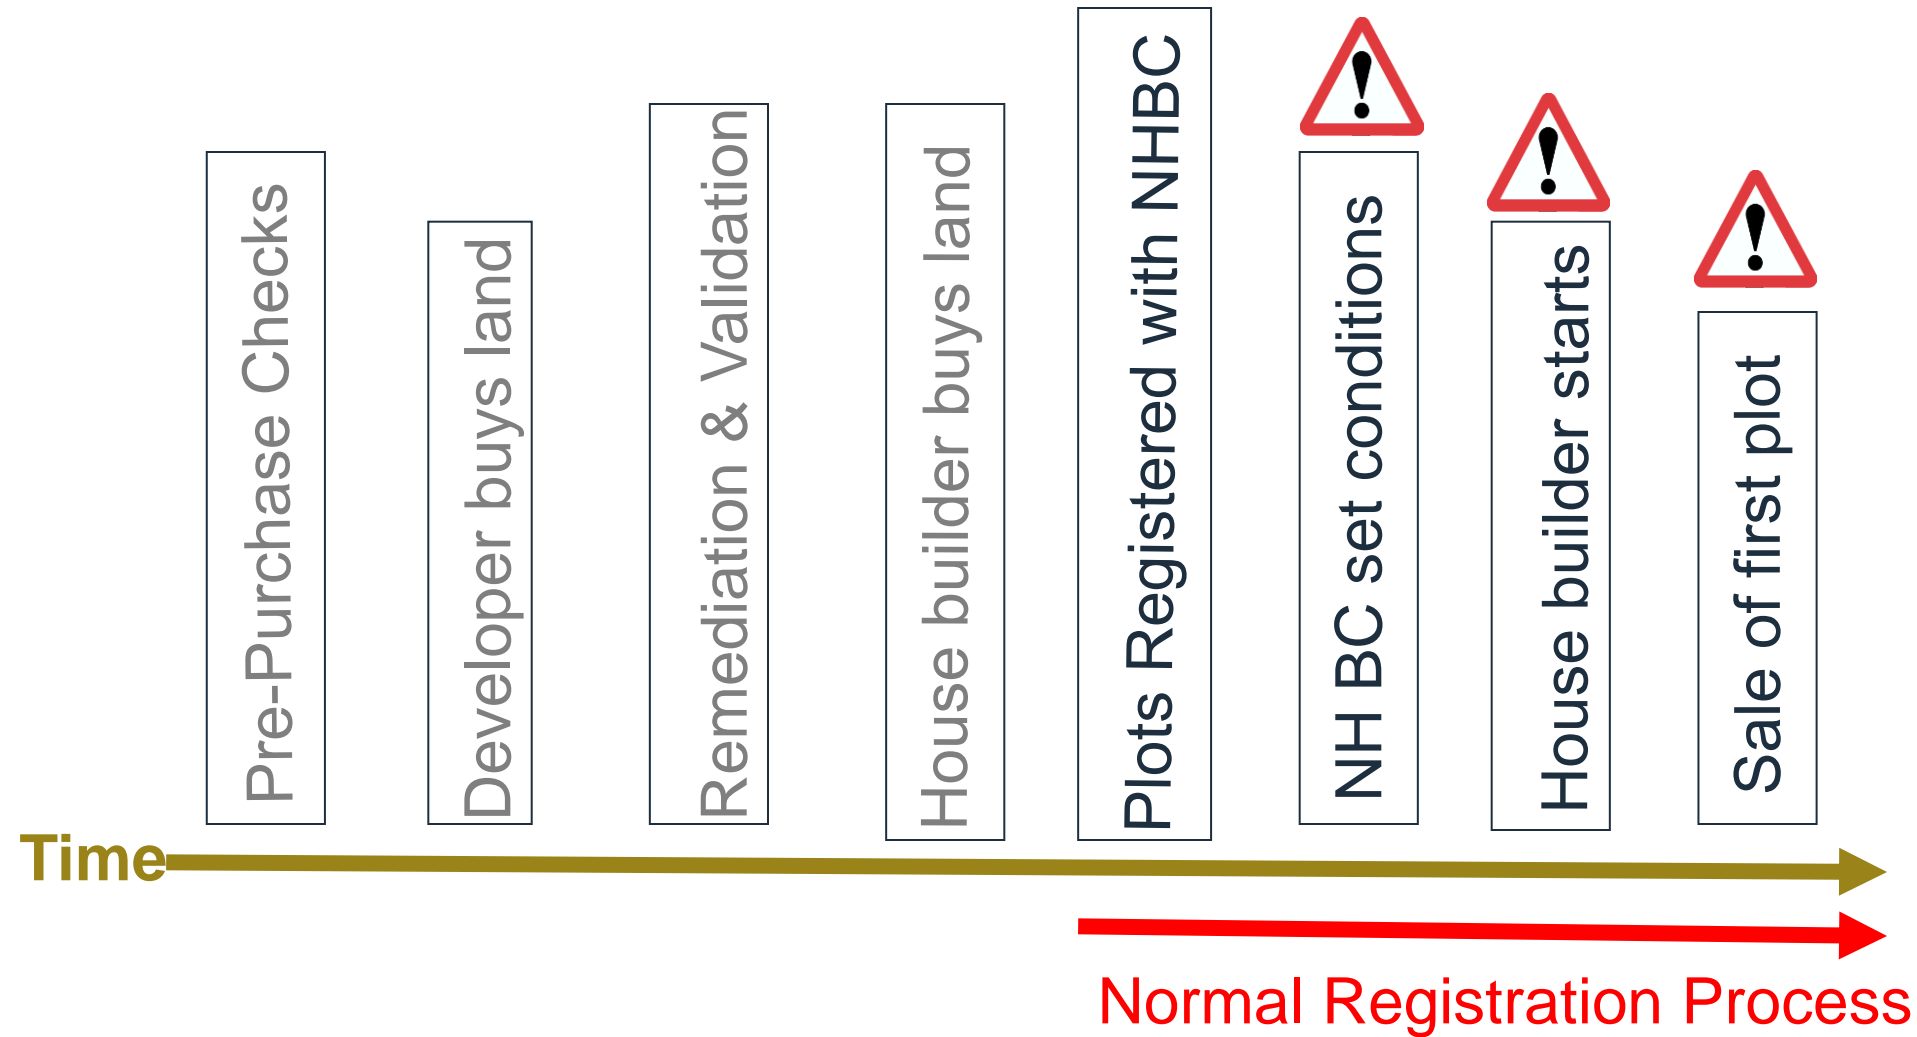 Pre-Purchase Checks
Developer buys land
Remediation & Validation
House builder buys land
Plots Registered with NHBC
NH BC set conditions
House builder starts
Sale of first plot
Time
Normal Registration Process